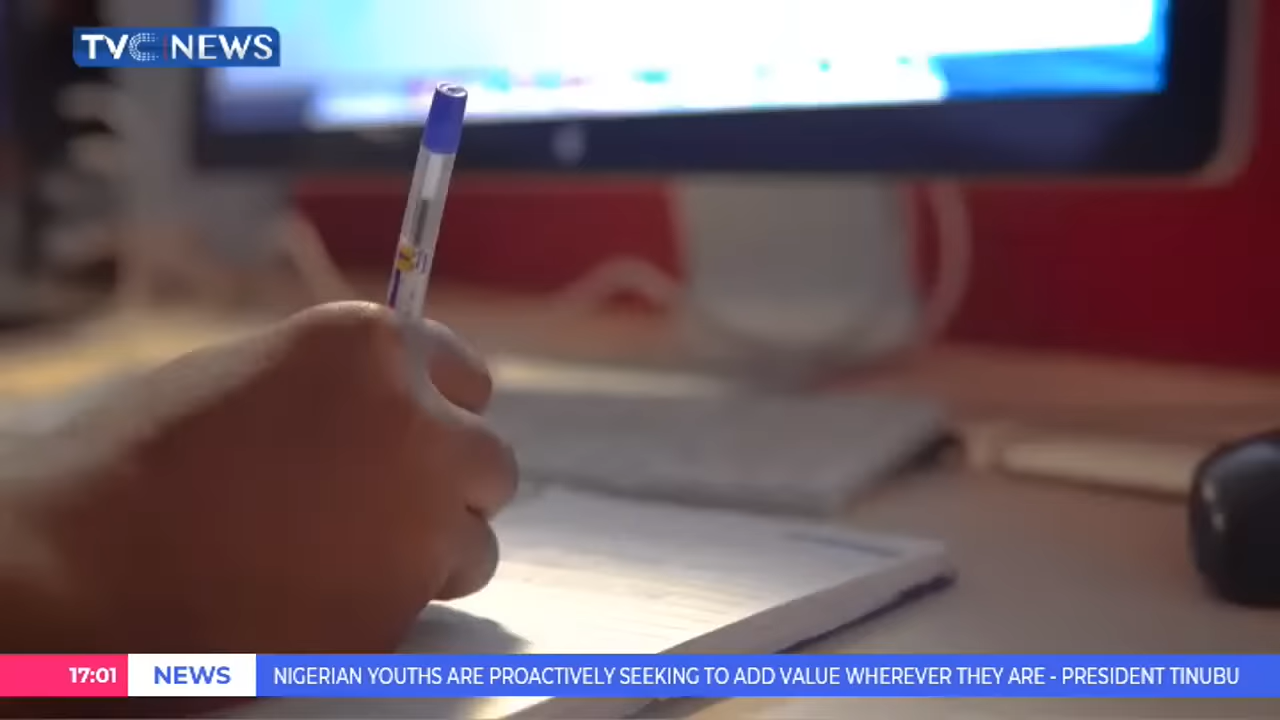 TVC NEWS
17:01 NEWS NIGERIAN YOUTHS ARE PROACTIVELY SEEKING TO ADD VALUE WHEREVER THEY ARE - PRESIDENT TINUBU